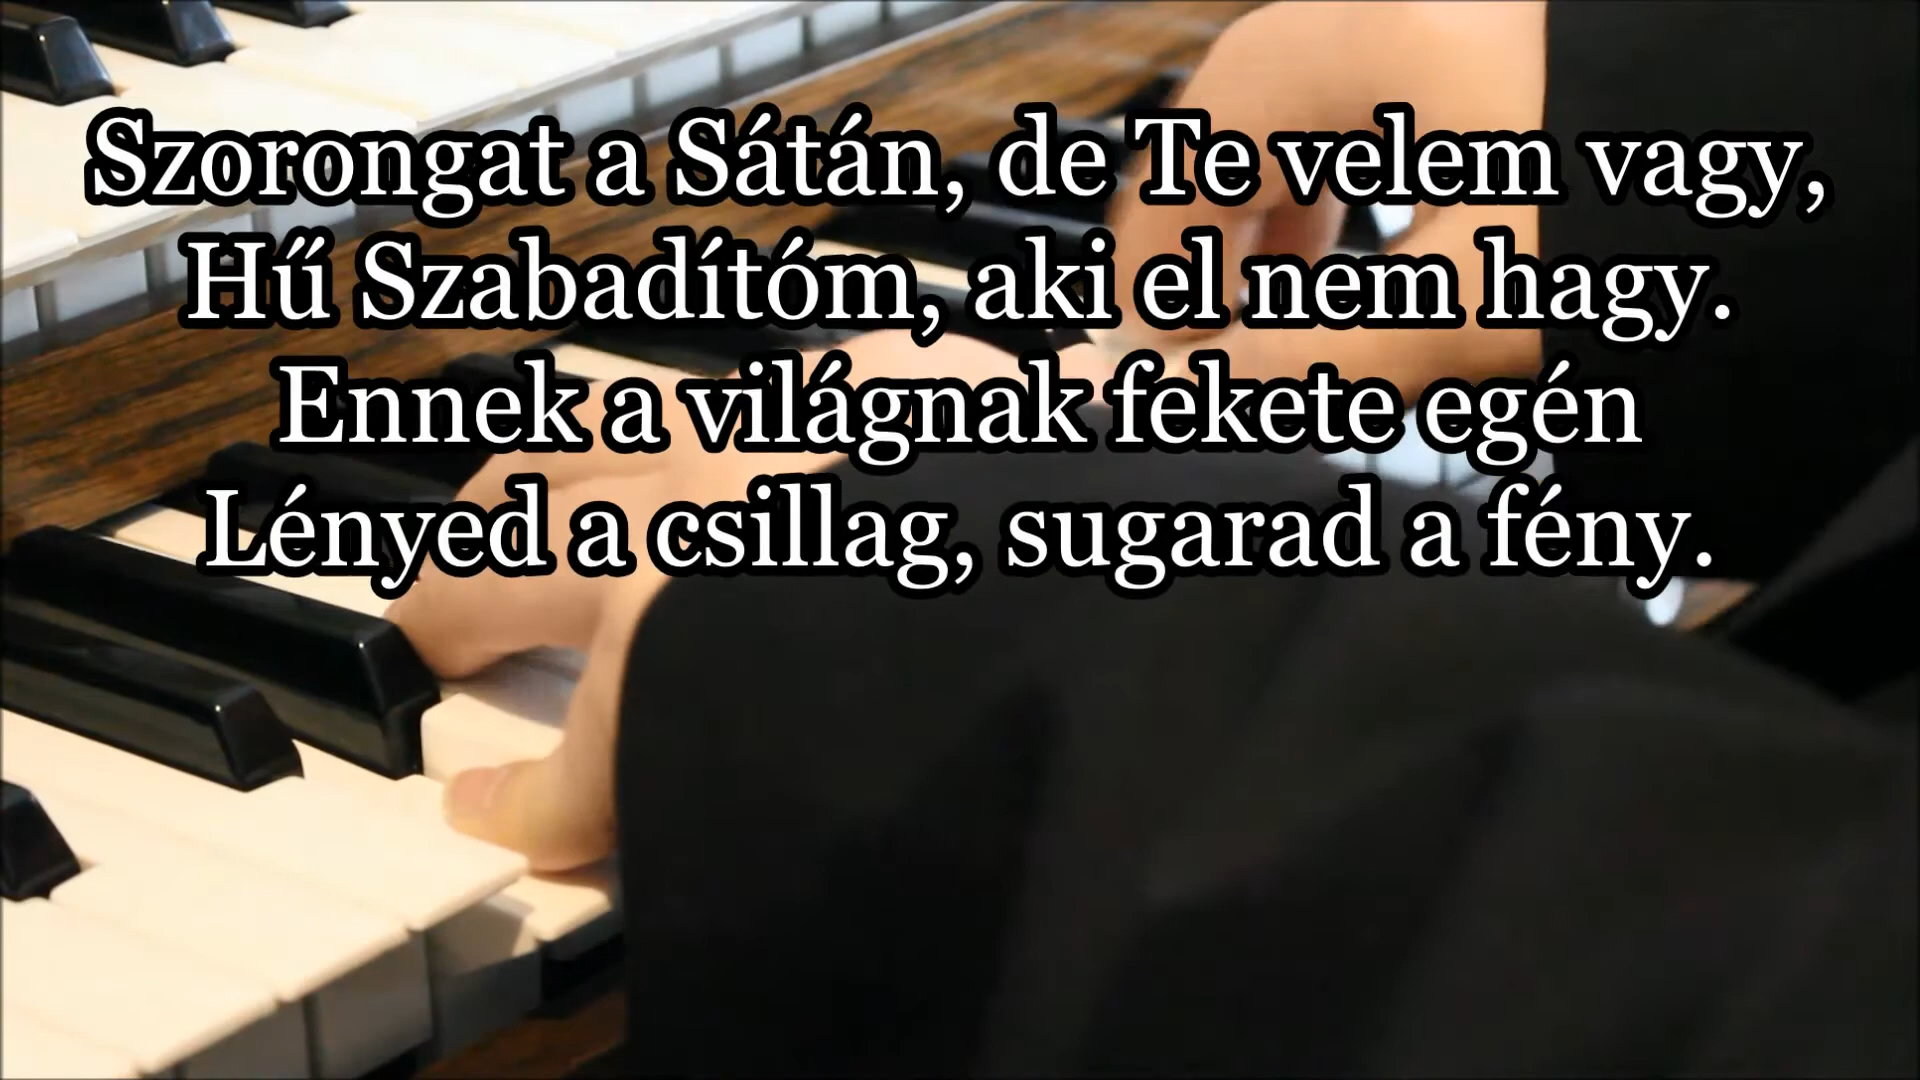 Szorongat a Sátán, de Te velem vagy,
Hű Szabadítóm, aki el nem hagy.
Ennek a világnak fekete egén
Lényed a csillag, sugarad a fény.